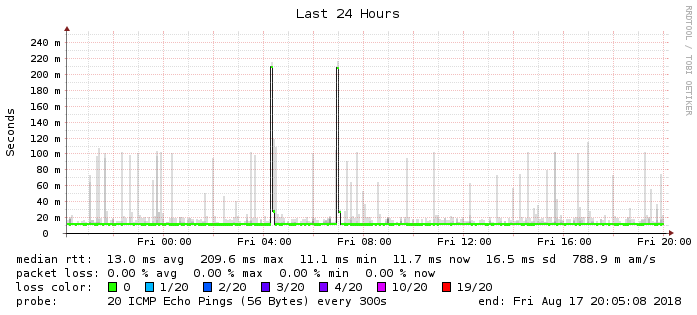 Last 24 Hours
RRDTOOL / TOBI OETIKER
Seconds
240 m
220 m
200 m
180 m
160 m
140 m
120 m
100 m
80 m
60 m
40 m
20 m
0
Fri 00:00 Fri 04:00 Fri 08:00 Fri 12:00 Fri 16:00 Fri 20:00
median rtt: 13.0 ms avg 209.6 ms max 11.1 ms min 11.7 ms now 16.5 ms sd 788.9 m am/s
packet loss: 0.00 % avg 0.00 % max 0.00 % min 0.00 % now
loss color: 0 1/20 2/20 3/20 4/20 10/20 19/20
probe: 20 ICMP Echo Pings (56 Bytes) every 300s end: Fri Aug 17 20:05:08 2018